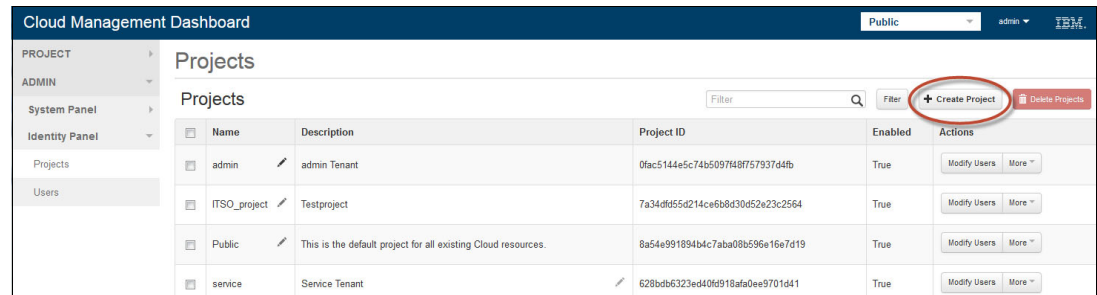 Cloud Management Dashboard
Public
admin
IBM.
PROJECT
ADMIN
System Panel
Identity Panel
Projects
Users
Projects
Projects
Filter
Filter
+ Create Project
Delete Projects
Name Description Project ID Enabled Actions
admin admin Tenant 0fac5144e5c74b5097f48f757937d4fb True Modify Users More
ITSO_project Testproject 7a34dfd55d214ce6b8d30d52e23c2564 True Modify Users More
Public This is the default project for all existing Cloud resources. 8a54e991894b4c7aba08b596e16e7d19 True Modify Users More
service Service Tenant 628bdb6323ed40fd918afa0ee9701d41 True Modify Users More